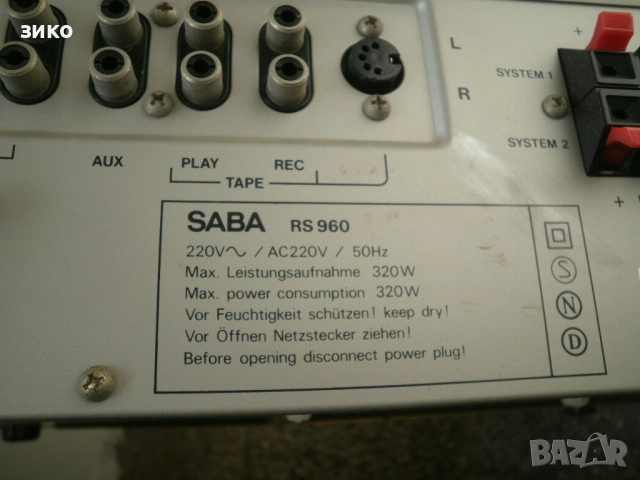 зико
L
R
SYSTEM 1
SYSTEM 2
AUX
PLAY
REC
TAPE
SABA RS 960
220V~ / AC220V / 50Hz
Max. Leistungsaufnahme 320W
Max. power consumption 320W
Vor Feuchtigkeit schützen! keep dry!
Vor Öffnen Netzstecker ziehen!
Before opening disconnect power plug!
S
N
D
+
+
BAZAR